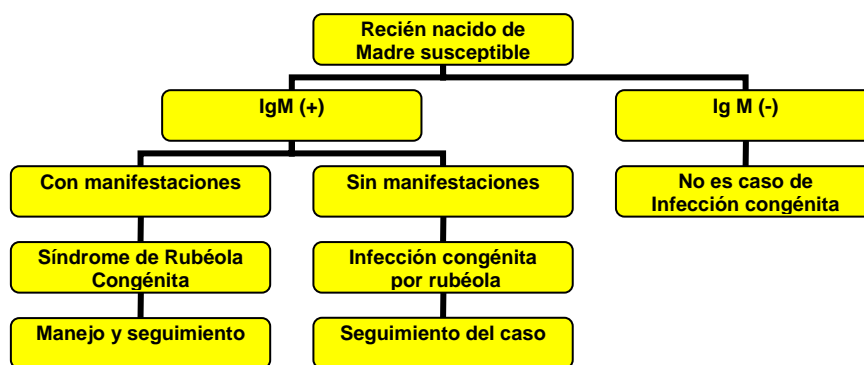 Recién nacido de
Madre susceptible
IgM (+)
Ig M (-)
Con manifestaciones
Sin manifestaciones
No es caso de
Infección congénita
Síndrome de Rubéola
Congénita
Infección congénita
por rubéola
Manejo y seguimiento
Seguimiento del caso